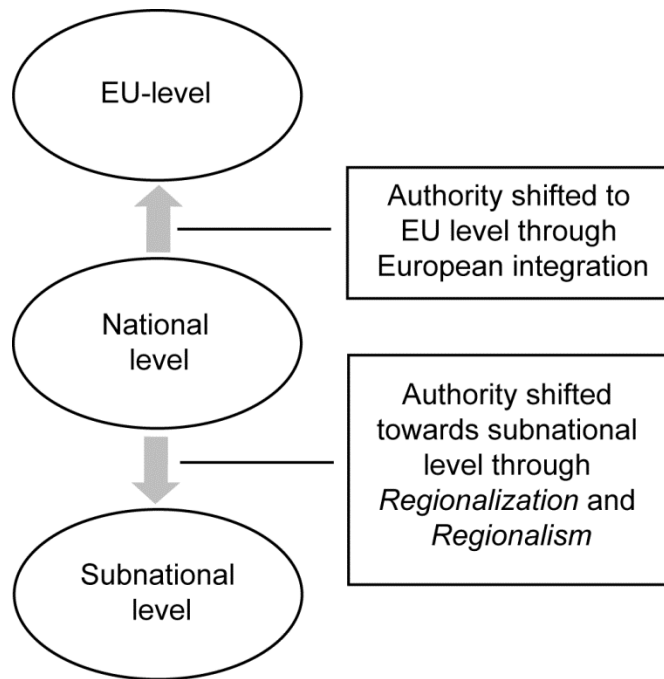 EU-level
Authority shifted to
EU level through
European integration
National
level
Authority shifted
towards subnational
level through
Regionalization and
Regionalism
Subnational
level